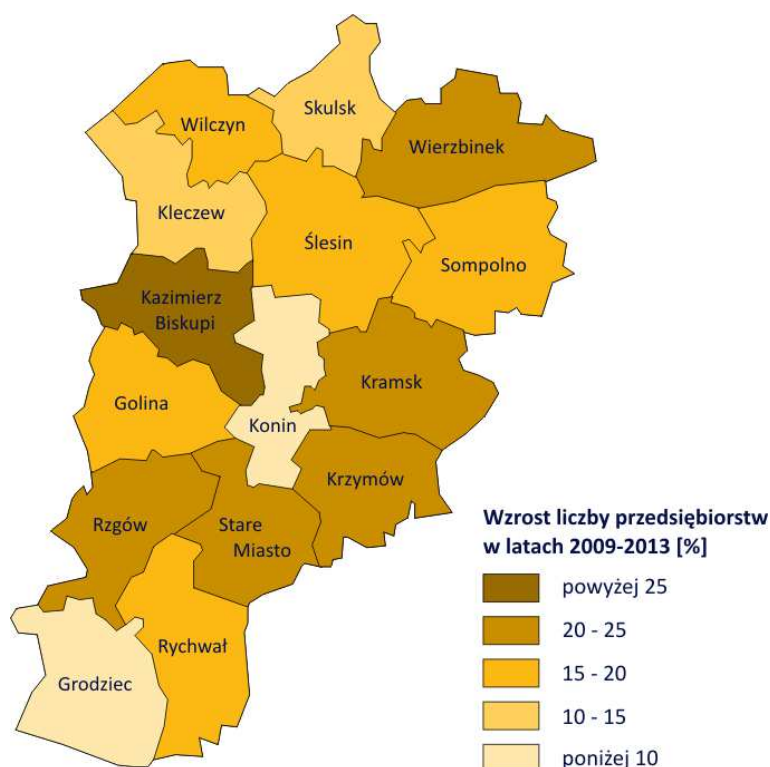 Skulsk
Wilczyn
Wierzbinek
Kleczew
Ślesin
Sompolno
Kazimierz
Biskupi
Kramsk
Golina
Konin
Krzymów
Rzgów
Stare
Miasto
Rychwał
Grodziec
Wzrost liczby przedsiębiorstw
w latach 2009-2013 [%]
powyżej 25
20 - 25
15 - 20
10 - 15
poniżej 10